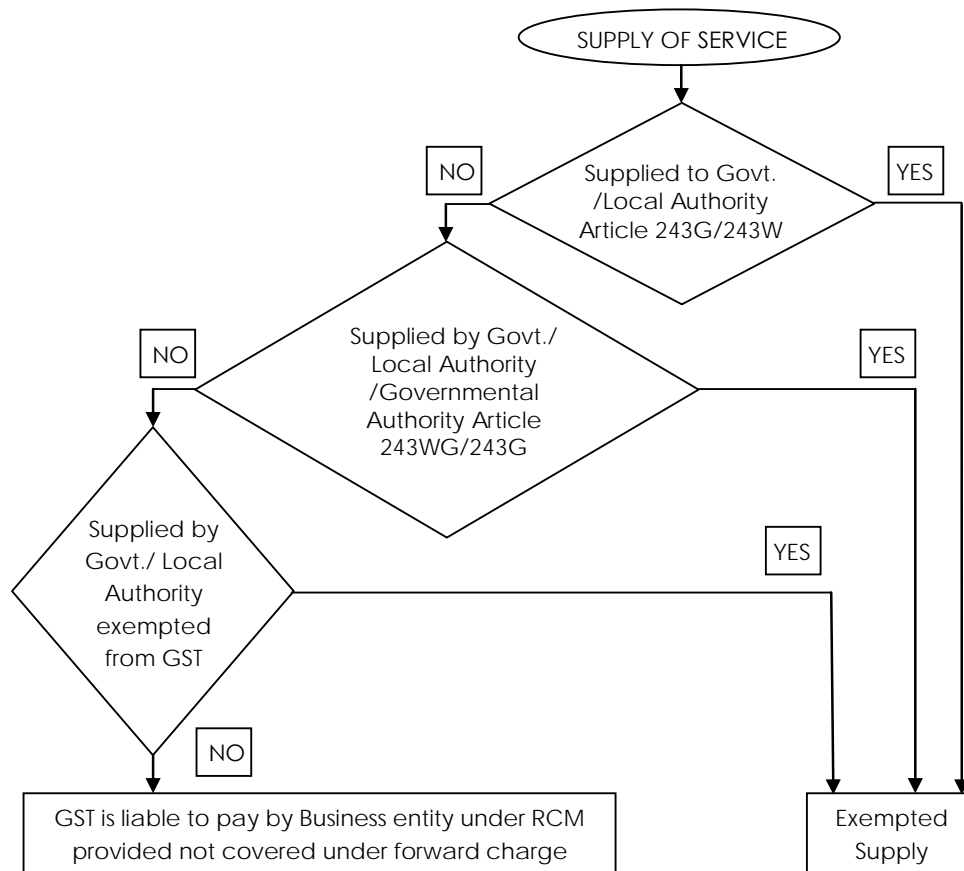 SUPPLY OF SERVICE
Supplied to Govt.
/Local Authority
Article 243G/243W
NO
YES
Supplied by Govt./
Local Authority
/Governmental
Authority Article
243WG/243G
NO
YES
Supplied by
Govt./ Local
Authority
exempted
from GST
YES
NO
GST is liable to pay by Business entity under RCM
provided not covered under forward charge
Exempted
Supply